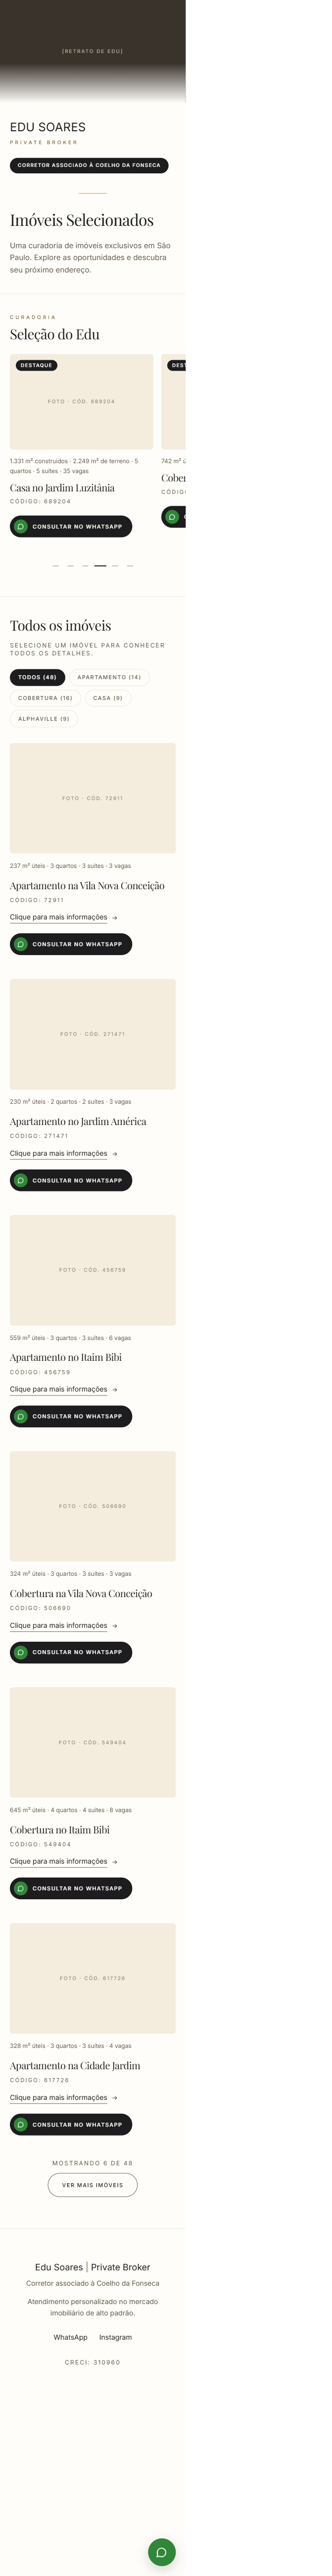 [RETRATO DE EDU]
EDU SOARES
PRIVATE BROKER
CORRETOR ASSOCIADO À COELHO DA FONSECA
Imóveis Selecionados
Uma curadoria de imóveis exclusivos em São
Paulo. Explore as oportunidades e descubra
seu próximo endereço.
CURADORIA
Seleção do Edu
DESTAQUE
FOTO · CÓD. 689204
1.331 m² construídos · 2.249 m² de terreno · 5
quartos · 5 suítes · 35 vagas
Casa no Jardim Luzitânia
CÓDIGO: 689204
CONSULTAR NO WHATSAPP
DEST
742 m² ú
Cober
CÓDIG
Todos os imóveis
SELECIONE UM IMÓVEL PARA CONHECER
TODOS OS DETALHES.
TODOS (48)
APARTAMENTO (14)
COBERTURA (16)
CASA (9)
ALPHAVILLE (9)
FOTO · CÓD. 72911
237 m² úteis · 3 quartos · 3 suítes · 3 vagas
Apartamento na Vila Nova Conceição
CÓDIGO: 72911
Clique para mais informações →
CONSULTAR NO WHATSAPP
FOTO · CÓD. 271471
230 m² úteis · 2 quartos · 2 suítes · 3 vagas
Apartamento no Jardim América
CÓDIGO: 271471
Clique para mais informações →
CONSULTAR NO WHATSAPP
FOTO · CÓD. 456759
559 m² úteis · 3 quartos · 3 suítes · 6 vagas
Apartamento no Itaim Bibi
CÓDIGO: 456759
Clique para mais informações →
CONSULTAR NO WHATSAPP
FOTO · CÓD. 506690
324 m² úteis · 3 quartos · 3 suítes · 3 vagas
Cobertura na Vila Nova Conceição
CÓDIGO: 506690
Clique para mais informações →
CONSULTAR NO WHATSAPP
FOTO · CÓD. 549404
645 m² úteis · 4 quartos · 4 suítes · 8 vagas
Cobertura no Itaim Bibi
CÓDIGO: 549404
Clique para mais informações →
CONSULTAR NO WHATSAPP
FOTO · CÓD. 617726
328 m² úteis · 3 quartos · 3 suítes · 4 vagas
Apartamento na Cidade Jardim
CÓDIGO: 617726
Clique para mais informações →
CONSULTAR NO WHATSAPP
MOSTRANDO 6 DE 48
VER MAIS IMÓVEIS
Edu Soares | Private Broker
Corretor associado à Coelho da Fonseca
Atendimento personalizado no mercado
imobiliário de alto padrão.
WhatsApp Instagram
CRECI: 310960